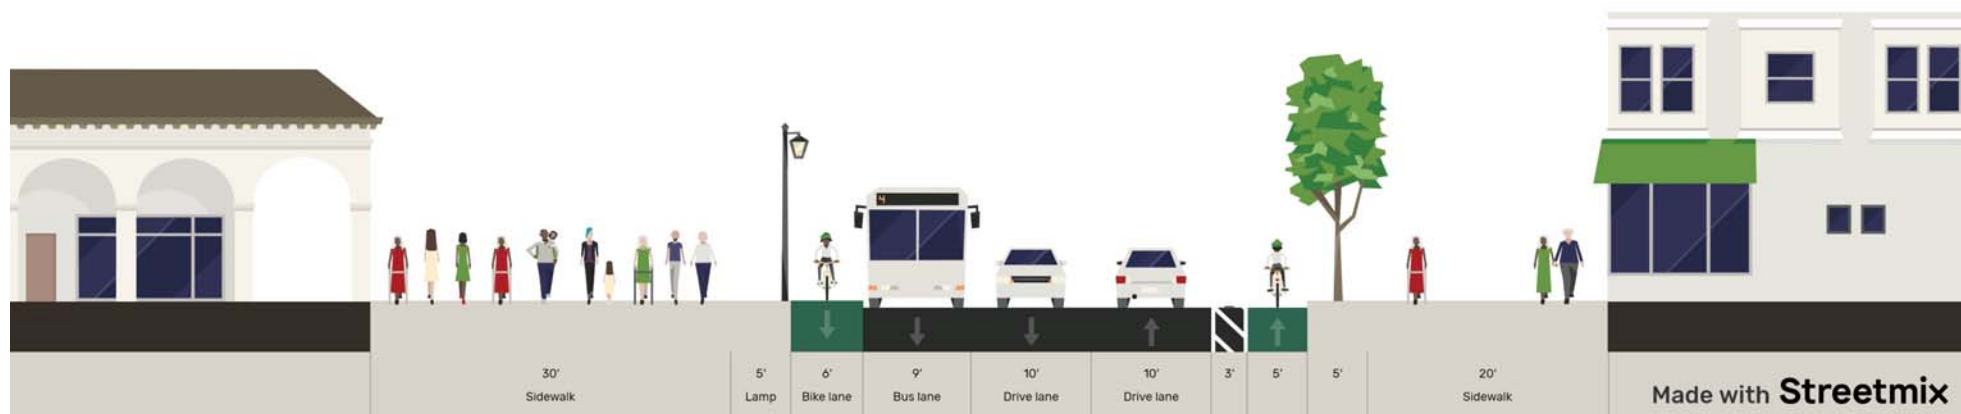 4
30' 5' 6' 9' 10' 10' 3' 5' 5' 20'
Sidewalk Lamp Bike lane Bus lane Drive lane Drive lane Sidewalk
Made with Streetmix